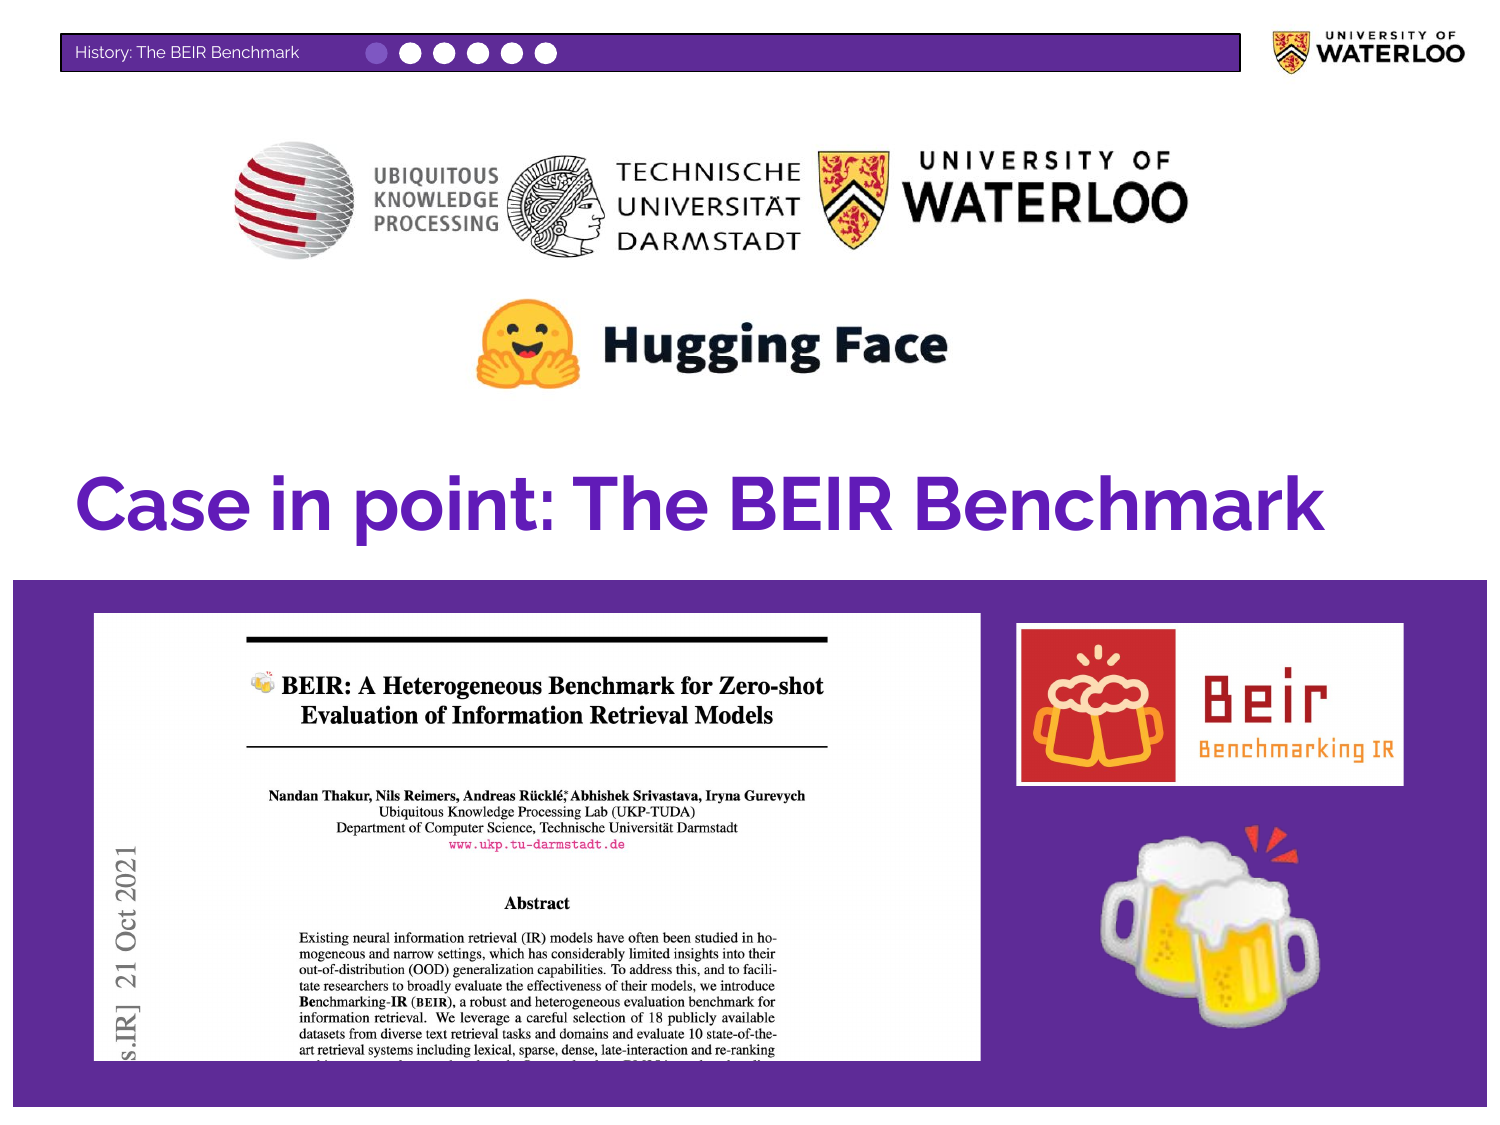 History: The BEIR Benchmark
UNIVERSITY OF
WATERLOO
UBIQUITOUS
KNOWLEDGE
PROCESSING
TECHNISCHE
UNIVERSITÄT
DARMSTADT
UNIVERSITY OF
WATERLOO
Hugging Face
Case in point: The BEIR Benchmark
BEIR: A Heterogeneous Benchmark for Zero-shot
Evaluation of Information Retrieval Models
Nandan Thakur, Nils Reimers, Andreas Rücklé,* Abhishek Srivastava, Iryna Gurevych
Ubiquitous Knowledge Processing Lab (UKP-TUDA)
Department of Computer Science, Technische Universität Darmstadt
www.ukp.tu-darmstadt.de
Abstract
Existing neural information retrieval (IR) models have often been studied in ho-
mogeneous and narrow settings, which has considerably limited insights into their
out-of-distribution (OOD) generalization capabilities. To address this, and to facili-
tate researchers to broadly evaluate the effectiveness of their models, we introduce
Benchmarking-IR (BEIR), a robust and heterogeneous evaluation benchmark for
information retrieval. We leverage a careful selection of 18 publicly available
datasets from diverse text retrieval tasks and domains and evaluate 10 state-of-the-
art retrieval systems including lexical, sparse, dense, late-interaction and re-ranking
s.IR] 21 Oct 2021
Beir
Benchmarking IR